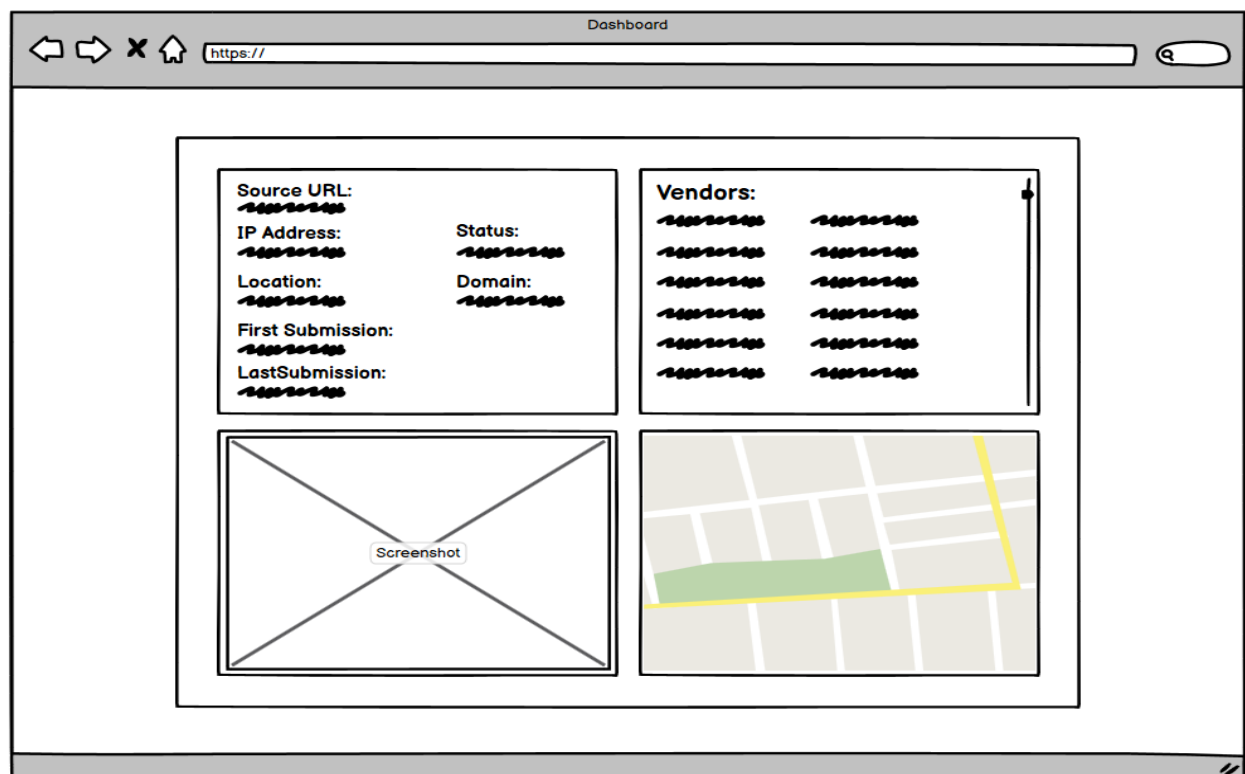 Dashboard
https://
Source URL:
IP Address:
Status:
Location:
Domain:
First Submission:
LastSubmission:
Vendors:
Screenshot